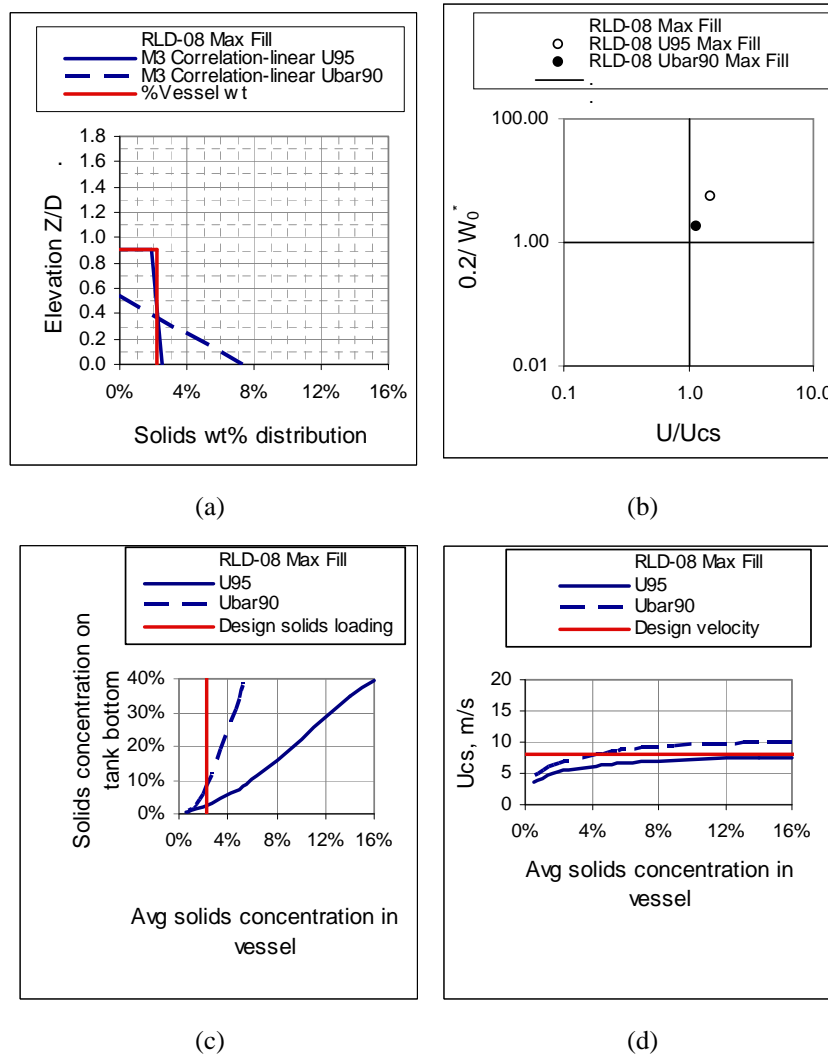 RLD-08 Max Fill
M3 Correlation-linear U95
M3 Correlation-linear Ubar90
%Vessel wt
1.8
1.6
1.4
1.2
1.0
0.8
0.6
0.4
0.2
0.0
Elevation Z/D
0% 4% 8% 12% 16%
Solids wt% distribution
(a)
RLD-08 Max Fill
RLD-08 U95 Max Fill
RLD-08 Ubar90 Max Fill
.
.
100.00
1.00
0.01
0.2/ W0*
0.1 1.0 10.0
U/Ucs
(b)
RLD-08 Max Fill
U95
Ubar90
Design solids loading
40%
30%
20%
10%
0%
Solids concentration on
tank bottom
0% 4% 8% 12% 16%
Avg solids concentration in
vessel
(c)
RLD-08 Max Fill
U95
Ubar90
Design velocity
20
15
10
5
0
Ucs, m/s
0% 4% 8% 12% 16%
Avg solids concentration in
vessel
(d)